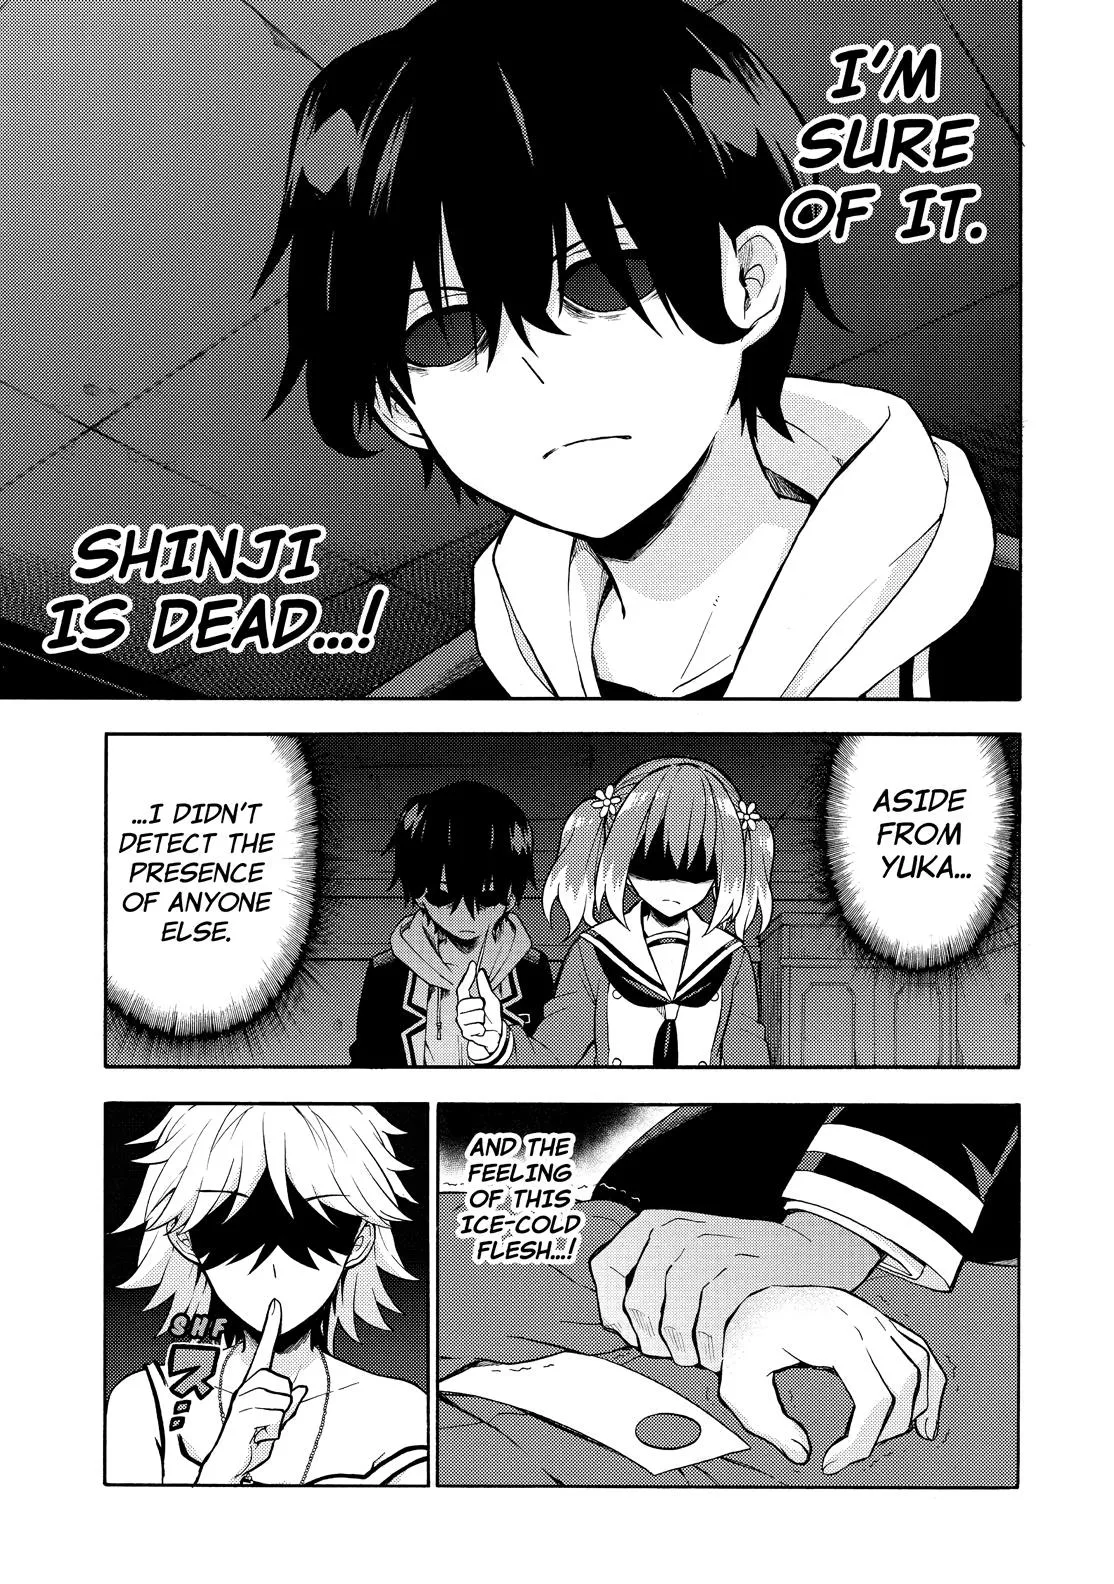 I'M
SURE
OF IT.
SHINJI
IS DEAD...!
ASIDE
FROM
YUKA...
...I DIDN'T
DETECT THE
PRESENCE
OF ANYONE
ELSE.
AND THE
FEELING
OF THIS
ICE-COLD
FLESH...!
SHF
ス…